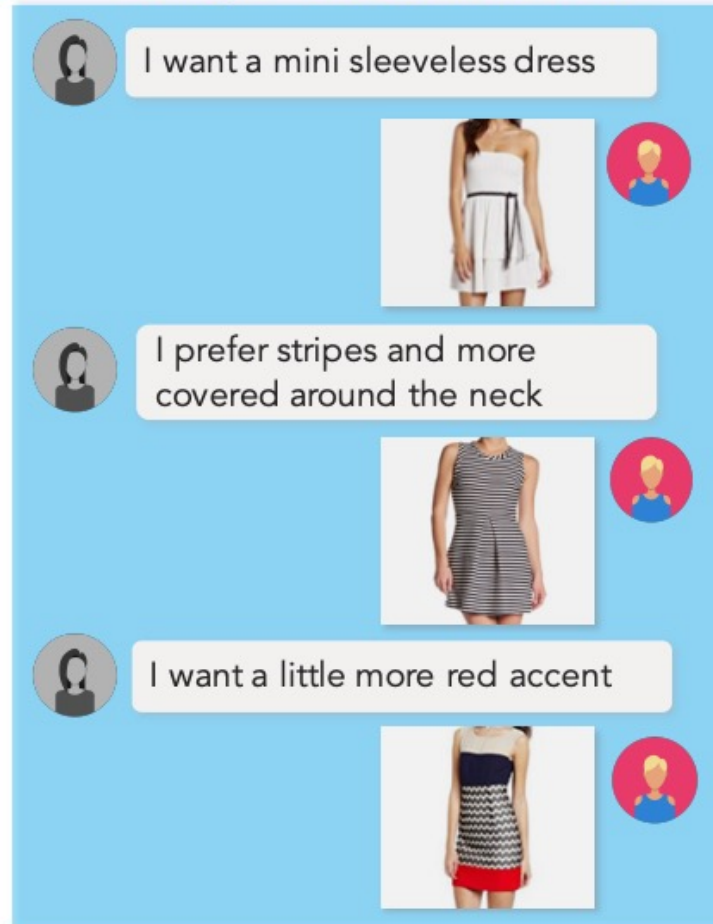 I want a mini sleeveless dress
I prefer stripes and more
covered around the neck
I want a little more red accent